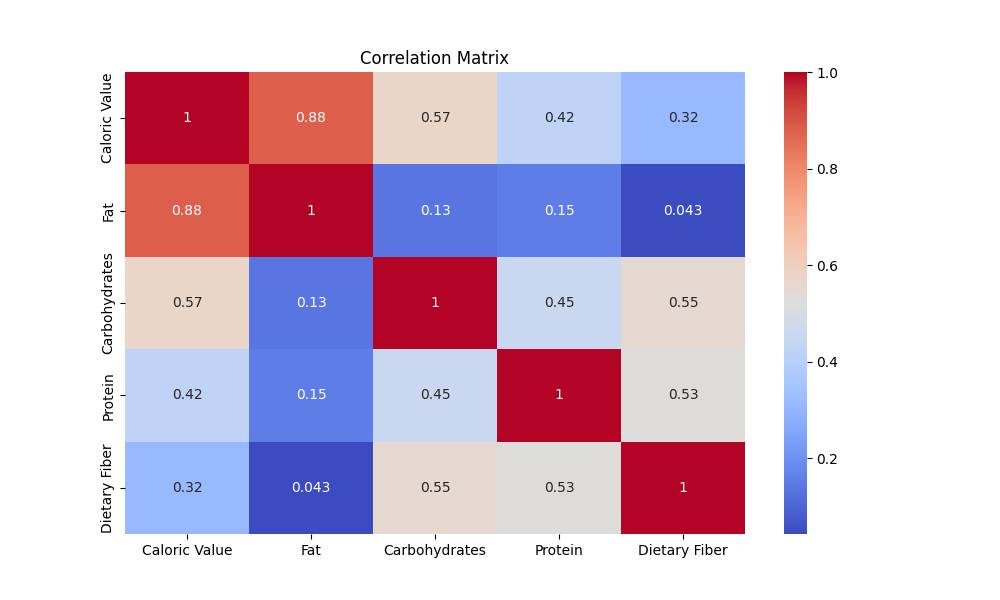 Correlation Matrix
Caloric Value 1 0.88 0.57 0.42 0.32
Fat 0.88 1 0.13 0.15 0.043
Carbohydrates 0.57 0.13 1 0.45 0.55
Protein 0.42 0.15 0.45 1 0.53
Dietary Fiber 0.32 0.043 0.55 0.53 1
Caloric Value Fat Carbohydrates Protein Dietary Fiber
1.0
0.8
0.6
0.4
0.2